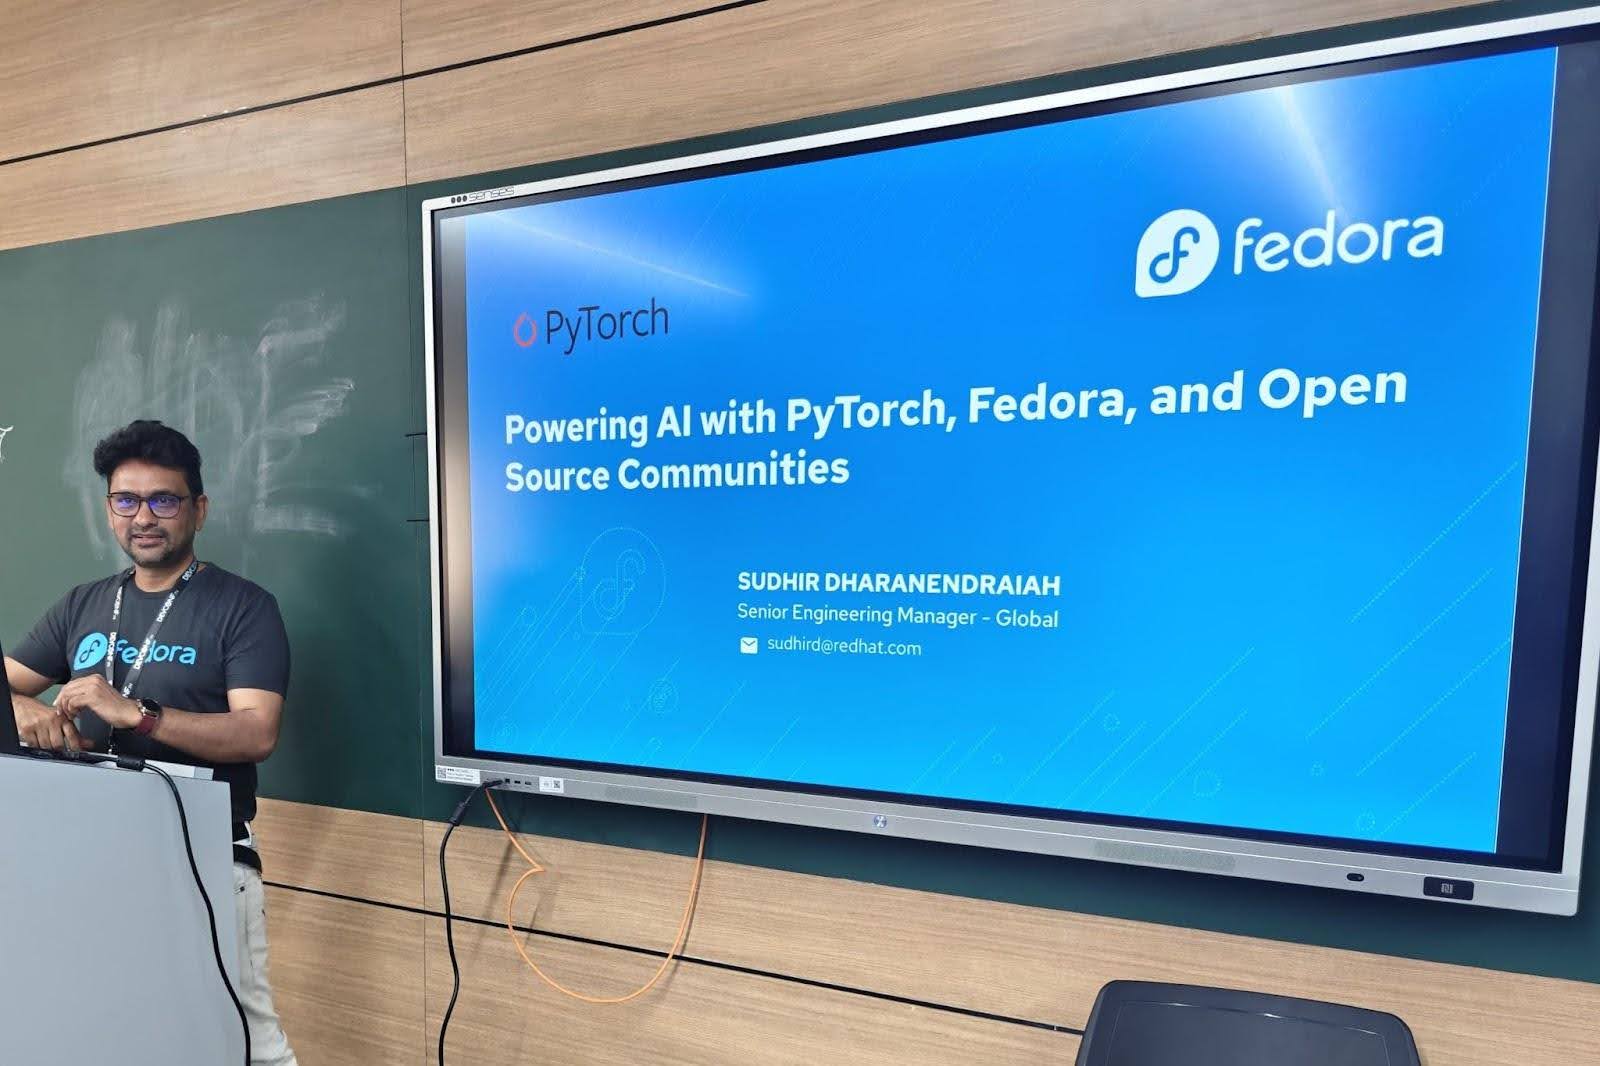 senses
fedora
PyTorch
Powering AI with PyTorch, Fedora, and Open
Source Communities
SUDHIR DHARANENDRAIAH
Senior Engineering Manager - Global
sudhird@redhat.com
fedora